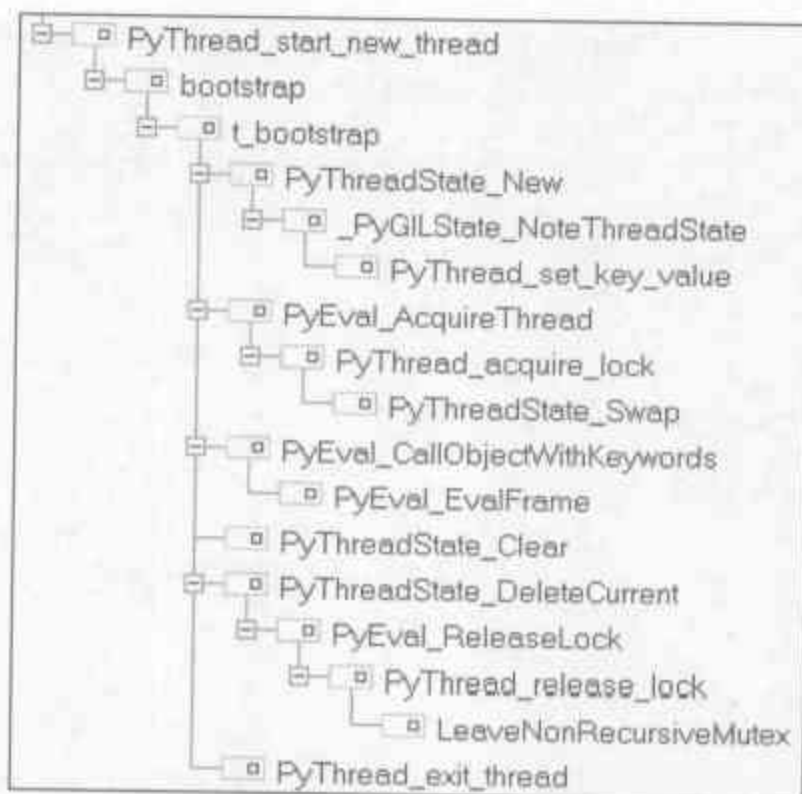 PyThread_start_new_thread
bootstrap
t_bootstrap
PyThreadState_New
_PyGILState_NoteThreadState
PyThread_set_key_value
PyEval_AcquireThread
PyThread_acquire_lock
PyThreadState_Swap
PyEval_CallObjectWithKeywords
PyEval_EvalFrame
PyThreadState_Clear
PyThreadState_DeleteCurrent
PyEval_ReleaseLock
PyThread_release_lock
LeaveNonRecursiveMutex
PyThread_exit_thread